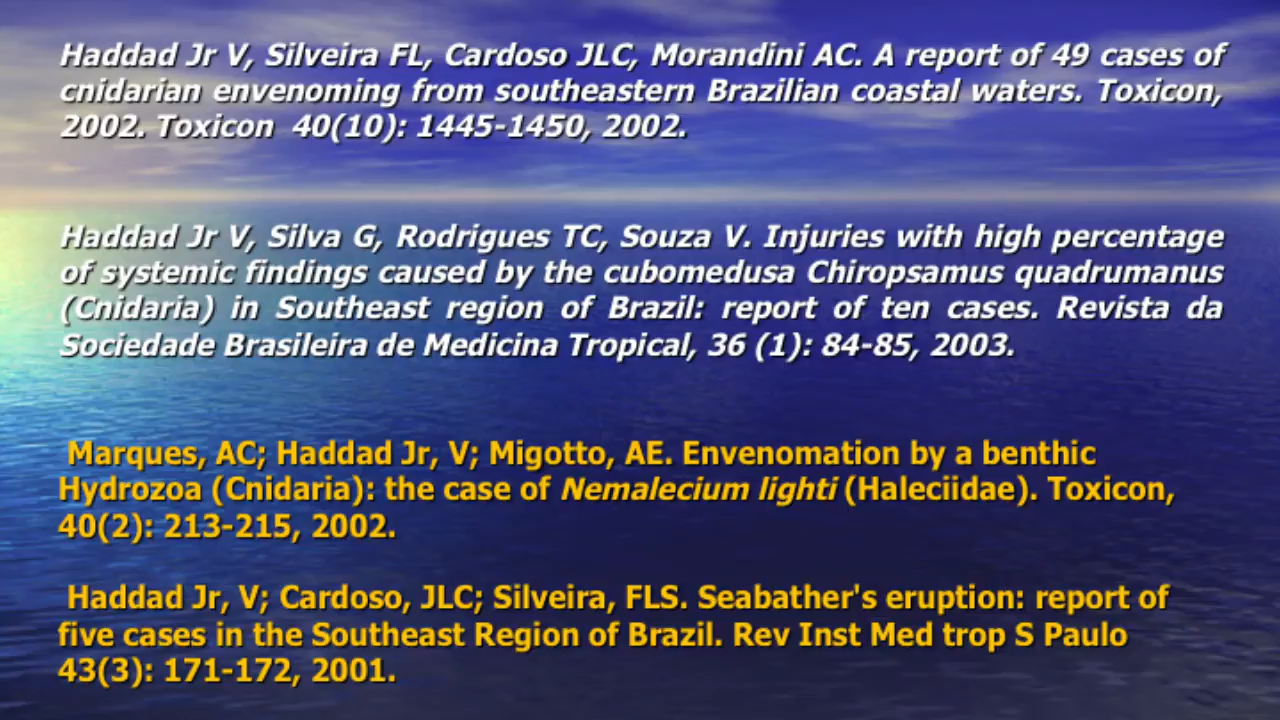 Haddad Jr V, Silveira FL, Cardoso JLC, Morandini AC. A report of 49 cases of
cnidarian envenoming from southeastern Brazilian coastal waters. Toxicon,
2002. Toxicon 40(10): 1445-1450, 2002.
Haddad Jr V, Silva G, Rodrigues TC, Souza V. Injuries with high percentage
of systemic findings caused by the cubomedusa Chiropsamus quadrumanus
(Cnidaria) in Southeast region of Brazil: report of ten cases. Revista da
Sociedade Brasileira de Medicina Tropical, 36 (1): 84-85, 2003.
Marques, AC; Haddad Jr, V; Migotto, AE. Envenomation by a benthic
Hydrozoa (Cnidaria): the case of Nemalecium lighti (Haleciidae). Toxicon,
40(2): 213-215, 2002.
Haddad Jr, V; Cardoso, JLC; Silveira, FLS. Seabather's eruption: report of
five cases in the Southeast Region of Brazil. Rev Inst Med trop S Paulo
43(3): 171-172, 2001.